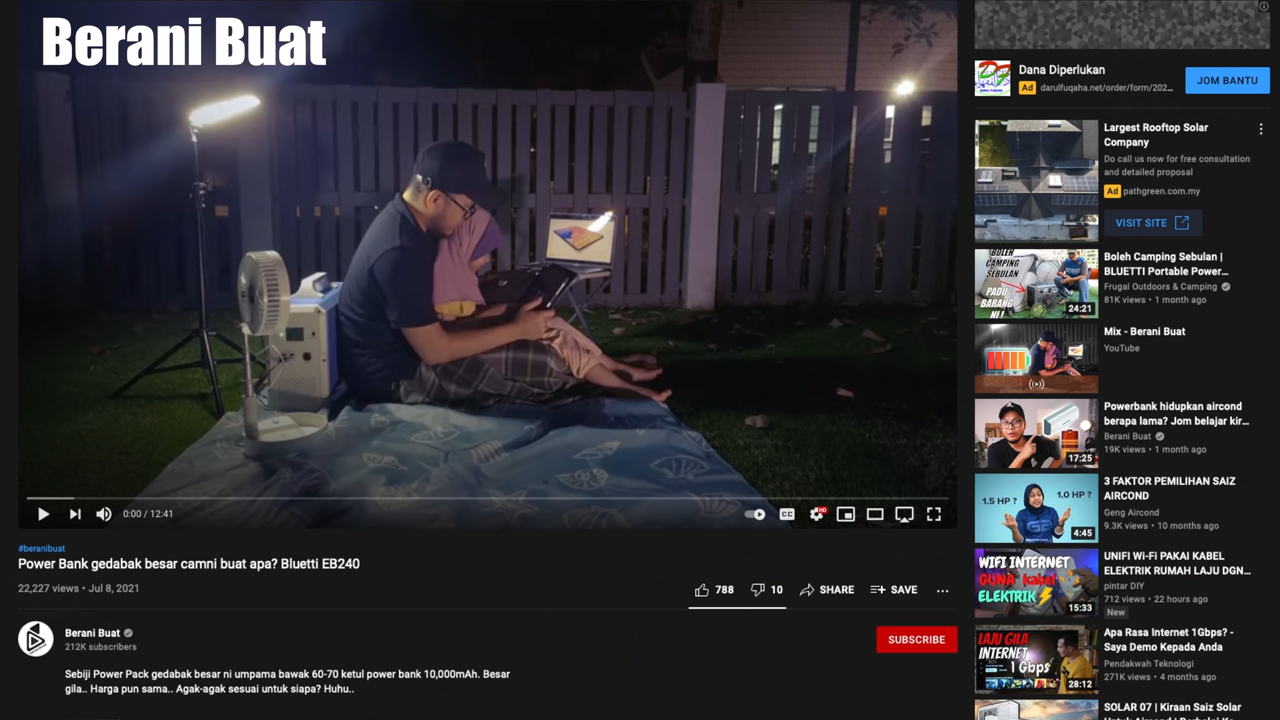 Berani Buat
0:00 / 12:41
CC
HD
#beranibuat
Power Bank gedabak besar camni buat apa? Bluetti EB240
22,227 views • Jul 8, 2021
788
10
SHARE
SAVE
Berani Buat
212K subscribers
SUBSCRIBE
Sebiji Power Pack gedabak besar ni umpama berbaris 60-70 ketul power bank 10,000mAh. Besar
gila.. Harga pun sama.. Agak-agak sesuai untuk siapa? Huhu..
Dana Diperlukan
Ad darulfuqaha.net/order/form/202...
JOM BANTU
Largest Rooftop Solar
Company
Do call us now for free consultation
and detailed proposal
Ad pathgreen.com.my
VISIT SITE
BOLEH
CAMPING
SEBULAN
PADU
BARANG
NI !
24:21
Boleh Camping Sebulan |
BLUETTI Portable Power...
Frugal Outdoors & Camping
81K views • 1 month ago
Mix - Berani Buat
YouTube
17:25
Powerbank hidupkan aircond
berapa lama? Jom belajar kir...
Berani Buat
19K views • 1 month ago
1.5 HP ?
1.0 HP ?
4:45
3 FAKTOR PEMILIHAN SAIZ
AIRCOND
Geng Aircond
9.3K views • 10 months ago
WIFI INTERNET
GUNA kabel
ELEKTRIK
15:33
UNIFI Wi-Fi PAKAI KABEL
ELEKTRIK RUMAH LAJU DGN...
pintar DIY
712 views • 22 hours ago
New
LAJU GILA
INTERNET
1 Gbps
28:12
Apa Rasa Internet 1Gbps? -
Saya Demo Kepada Anda
Pendakwah Teknologi
271K views • 4 months ago
SOLAR 07 | Kiraan Saiz Solar